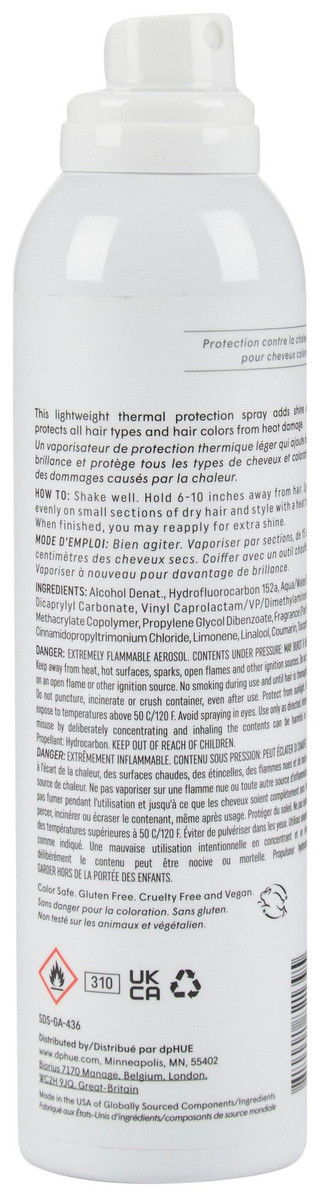 Protection contre la
pour cheveux
This lightweight thermal protection spray adds shine
protects all hair types and hair colors from heat damage.
Un vaporisateur de protection thermique léger qui ajoute
brillance et protège tous les types de cheveux et
des dommages causés par la chaleur.
HOW TO: Shake well. Hold 6-10 inches away from hair.
evenly on small sections of dry hair and style with a heat
When finished, you may reapply for extra shine.
MODE D'EMPLOI: Bien agiter. Vaporiser par sections, de
centimètres des cheveux secs. Coiffer avec un outil
Vaporiser à nouveau pour davantage de brillance.
INGREDIENTS: Alcohol Denat., Hydrofluorocarbon 152a, Aqua/Water
Dicaprylyl Carbonate, Vinyl Caprolactam/VP/Dimethylamino
Methacrylate Copolymer, Propylene Glycol Dibenzoate, Fragrance
Cinnamidopropyltrimonium Chloride, Limonene, Linalool, Coumarin,
DANGER: EXTREMELY FLAMMABLE AEROSOL. CONTENTS UNDER PRESSURE. MAY BURST
Keep away from heat, hot surfaces, sparks, open flames and other ignition sources. Do not
on an open flame or other ignition source. No smoking during use and until hair is
Do not puncture, incinerate or crush container, even after use. Protect from sunlight.
expose to temperatures above 50 C/120 F. Avoid spraying in eyes. Use only as directed,
misuse by deliberately concentrating and inhaling the contents can be harmful
Propellant: Hydrocarbon. KEEP OUT OF REACH OF CHILDREN.
DANGER: EXTRÊMEMENT INFLAMMABLE. CONTENU SOUS PRESSION: PEUT ÉCLATER
à l'écart de la chaleur, des surfaces chaudes, des étincelles, des flammes nues et de
source de chaleur. Ne pas vaporiser sur une flamme nue ou toute autre source d'inflammation.
pas fumer pendant l'utilisation et jusqu'à ce que les cheveux soient complètement
percer, incinérer ou écraser le contenant, même après usage. Protéger du soleil. Ne pas
des températures supérieures à 50 C/120 F. Éviter de pulvériser dans les yeux. Utiliser
comme indiqué. Une mauvaise utilisation intentionnelle en concentrant et
délibérément le contenu peut être nocive ou mortelle. Propulseur
GARDER HORS DE LA PORTÉE DES ENFANTS.
Color Safe. Gluten Free. Cruelty Free and Vegan.
Sans danger pour la coloration. Sans gluten.
Non testé sur les animaux et végétalien.
310
UK
CA
SDS-GA-436
Distributed by/Distribué par dpHUE
www.dphue.com, Minneapolis, MN, 55402
Biorius 7170 Manage, Belgium, London,
WC2H 9JQ, Great-Britain
Made in the USA of Globally Sourced Components/Ingredients
Fabriqué aux États-Unis d'ingrédients/composants de source mondiale